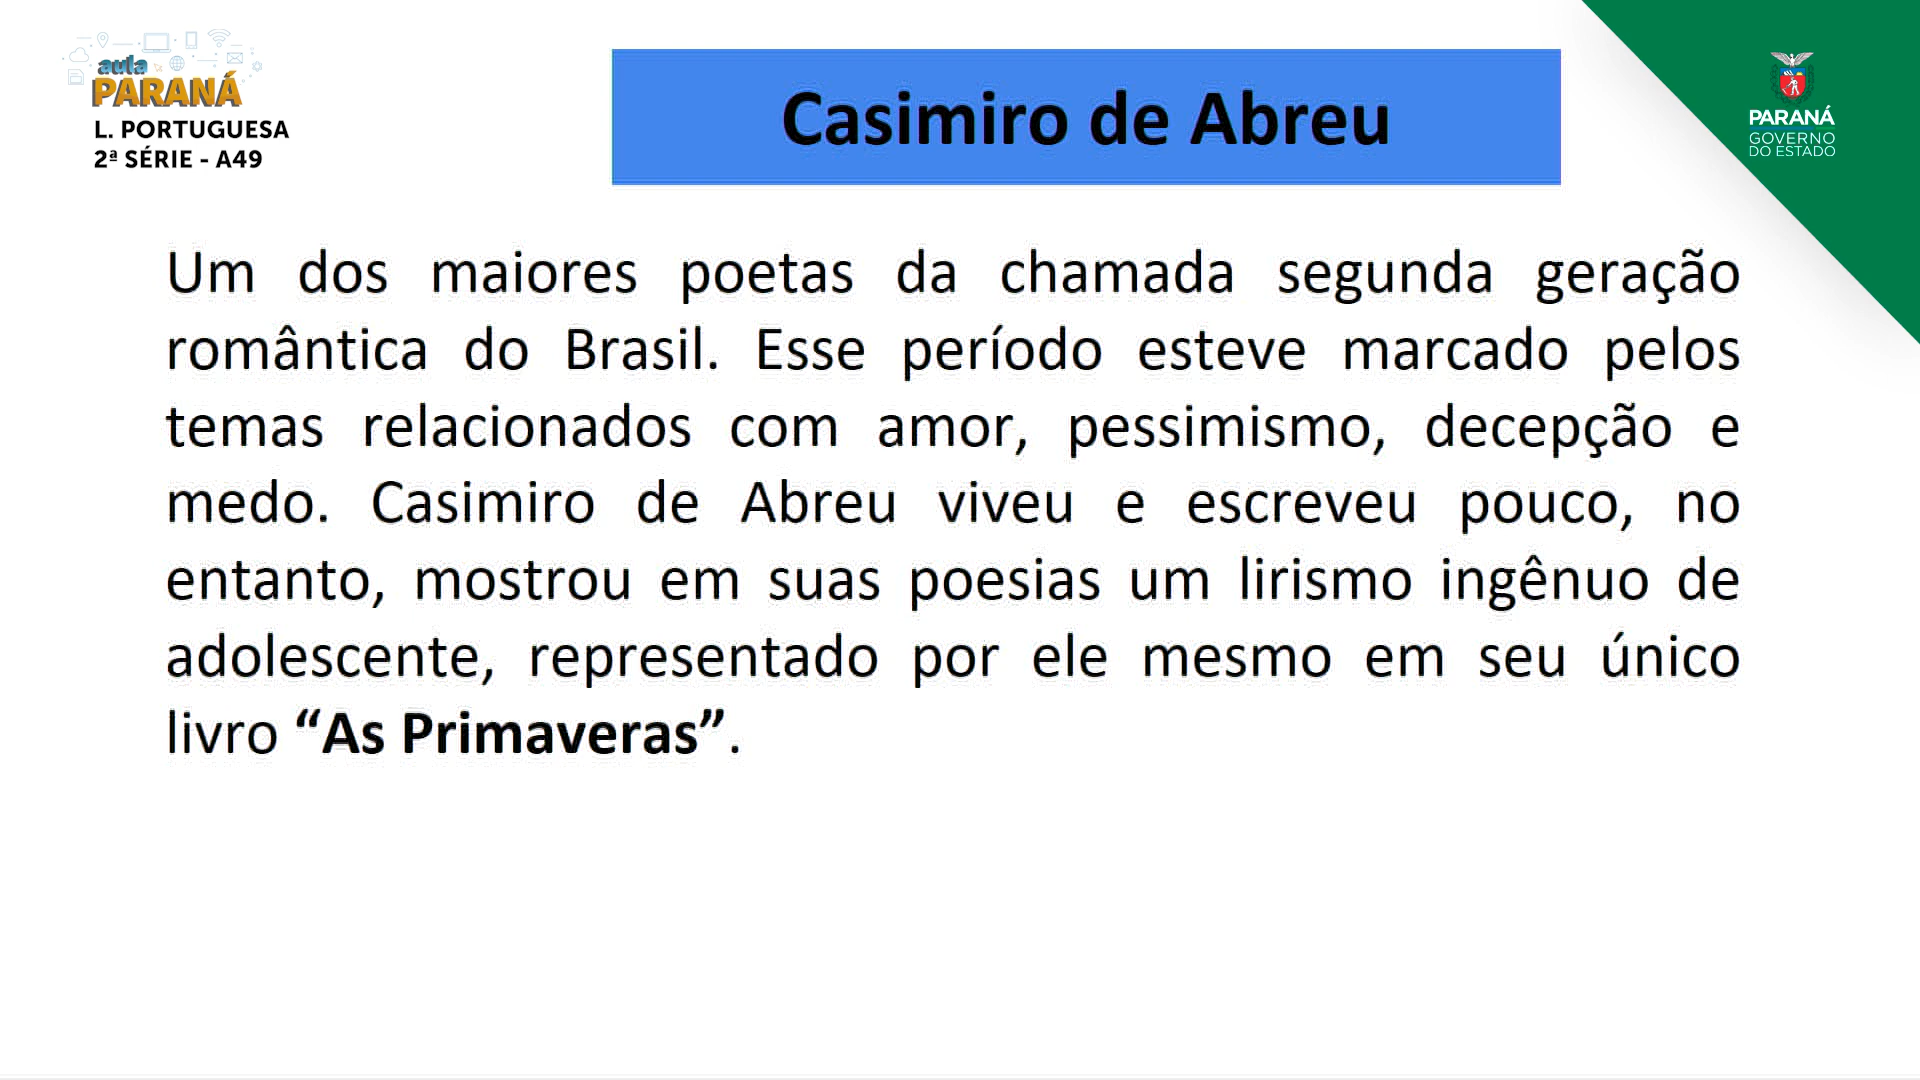 aula
PARANÁ
L. PORTUGUESA
2ª SÉRIE - A49
Casimiro de Abreu
PARANÁ
GOVERNO
DO ESTADO
Um dos maiores poetas da chamada segunda geração
romântica do Brasil. Esse período esteve marcado pelos
temas relacionados com amor, pessimismo, decepção e
medo. Casimiro de Abreu viveu e escreveu pouco, no
entanto, mostrou em suas poesias um lirismo ingênuo de
adolescente, representado por ele mesmo em seu único
livro “As Primaveras”.